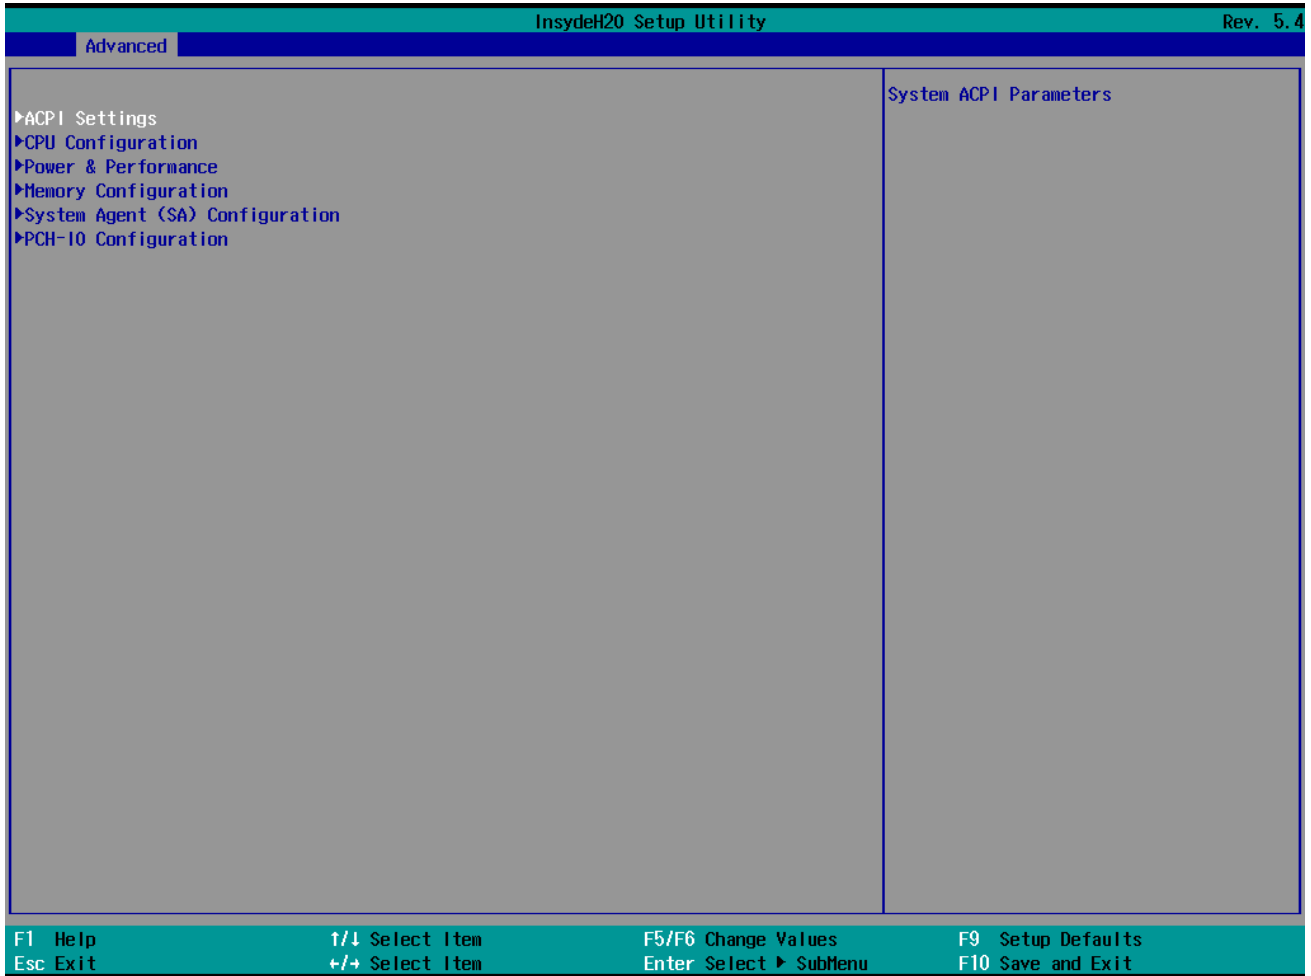 InsydeH20 Setup Utility Rev. 5.4
Advanced
System ACPI Parameters
▶ACPI Settings
▶CPU Configuration
▶Power & Performance
▶Memory Configuration
▶System Agent (SA) Configuration
▶PCH-IO Configuration
F1 Help ↑/↓ Select Item F5/F6 Change Values F9 Setup Defaults
Esc Exit ←/→ Select Item Enter Select ▶ SubMenu F10 Save and Exit